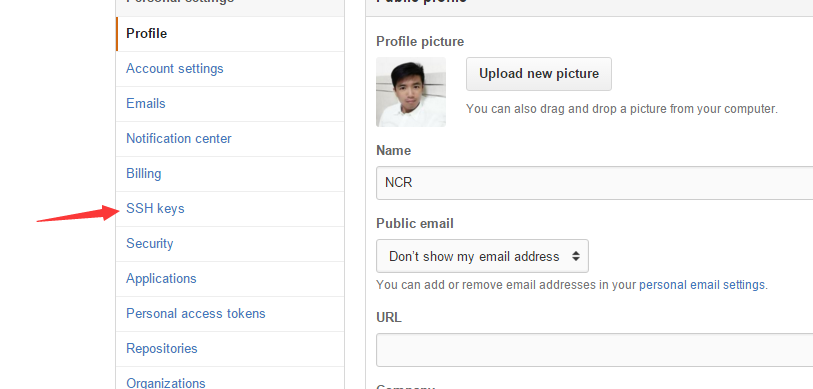 Personal settings
Profile
Account settings
Emails
Notification center
Billing
SSH keys
Security
Applications
Personal access tokens
Repositories
Organizations
Public profile
Profile picture
Upload new picture
You can also drag and drop a picture from your computer.
Name
NCR
Public email
Don't show my email address
You can add or remove email addresses in your personal email settings.
URL
Company